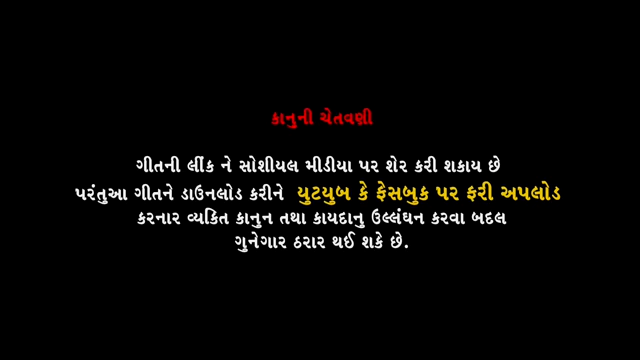 કાનુની ચેતવણી
ગીતની લીંક ને સોશીયલ મીડીયા પર શેર કરી શકાય છે
પરંતુઆ ગીતને ડાઉનલોડ કરીને યુટયુબ કે ફેસબુક પર ફરી અપલોડ
કરનાર વ્યકિત કાનુન તથા કાયદાનુ ઉલ્લંઘન કરવા બદલ
ગુનેગાર ઠરાર થઈ શકે છે.